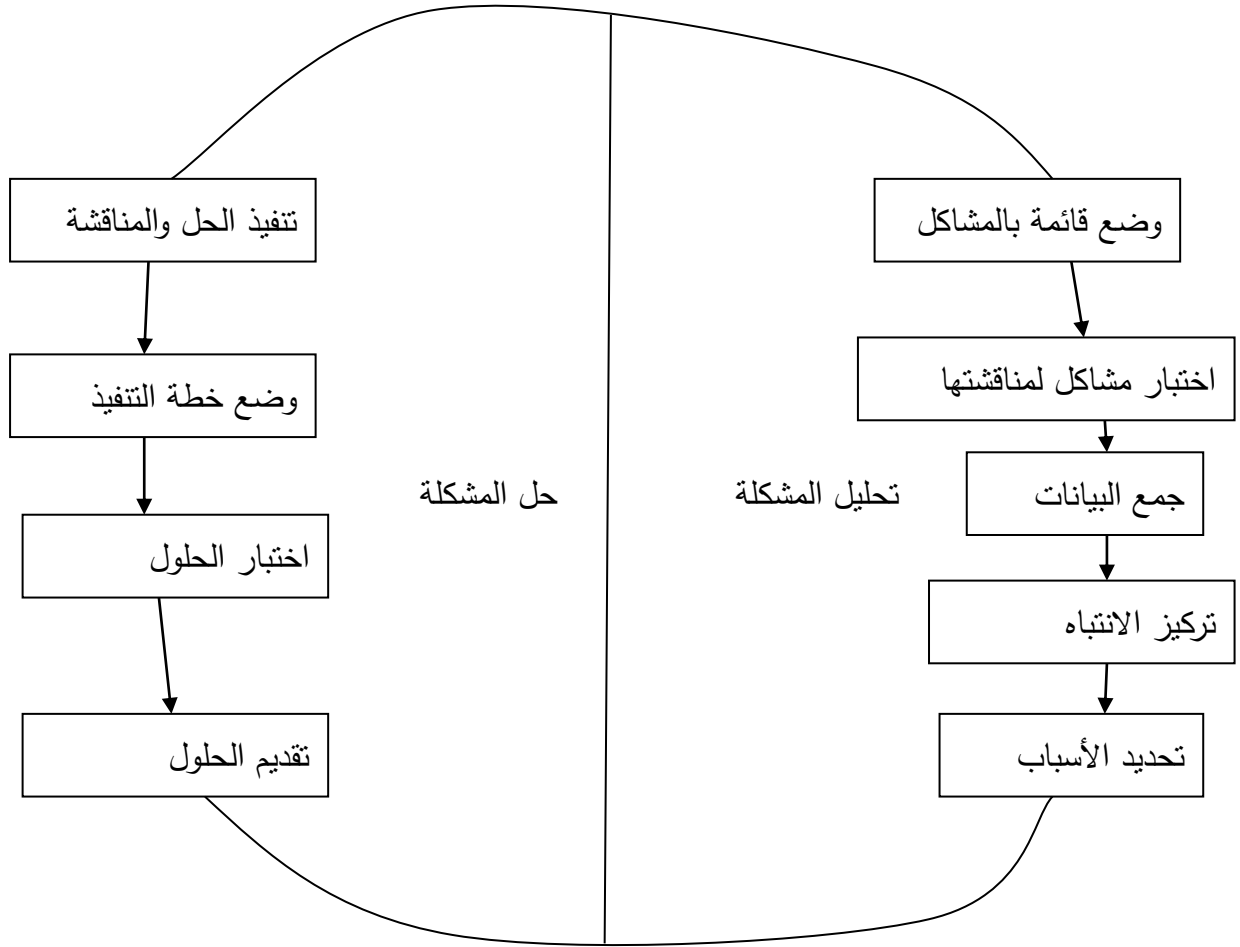 وضع قائمة بالمشاكل
اختبار مشاكل لمناقشتها
جمع البيانات
تركيز الانتباه
تحديد الأسباب
تحليل المشكلة
حل المشكلة
تنفيذ الحل والمناقشة
وضع خطة التنفيذ
اختبار الحلول
تقديم الحلول